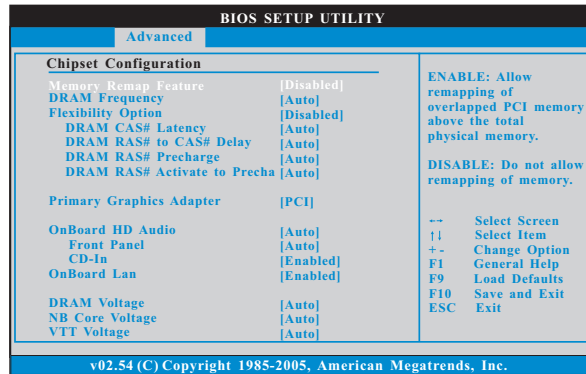 BIOS SETUP UTILITY
Advanced
Chipset Configuration
Memory Remap Feature [Disabled]
DRAM Frequency [Auto]
Flexibility Option [Disabled]
DRAM CAS# Latency [Auto]
DRAM RAS# to CAS# Delay [Auto]
DRAM RAS# Precharge [Auto]
DRAM RAS# Activate to Precha [Auto]
Primary Graphics Adapter [PCI]
OnBoard HD Audio [Auto]
Front Panel [Auto]
CD-In [Enabled]
OnBoard Lan [Enabled]
DRAM Voltage [Auto]
NB Core Voltage [Auto]
VTT Voltage [Auto]
ENABLE: Allow
remapping of
overlapped PCI memory
above the total
physical memory.
DISABLE: Do not allow
remapping of memory.
←→ Select Screen
↑↓ Select Item
+ - Change Option
F1 General Help
F9 Load Defaults
F10 Save and Exit
ESC Exit
v02.54 (C) Copyright 1985-2005, American Megatrends, Inc.